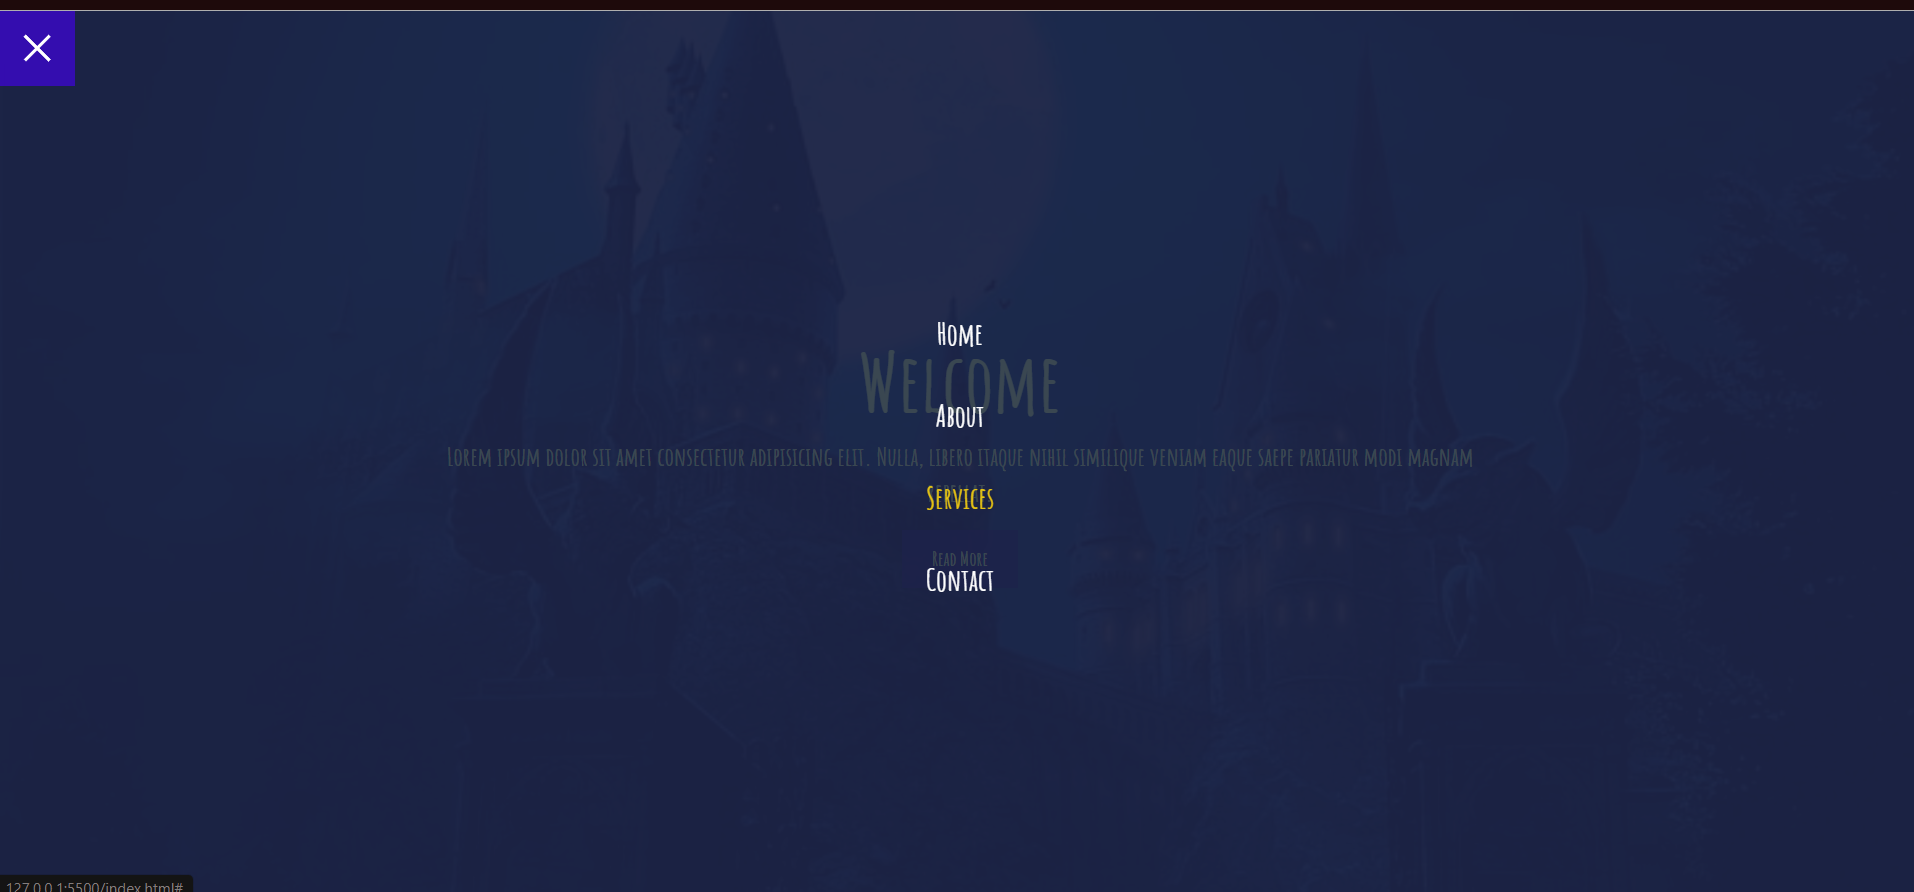 Home
Welcome
About
Lorem ipsum dolor sit amet consectetur adipisicing elit. Nulla, libero itaque nihil similique veniam eaque saepe pariatur modi magnam
Services
Read More
Contact
127.0.0.1:5500/index.html#